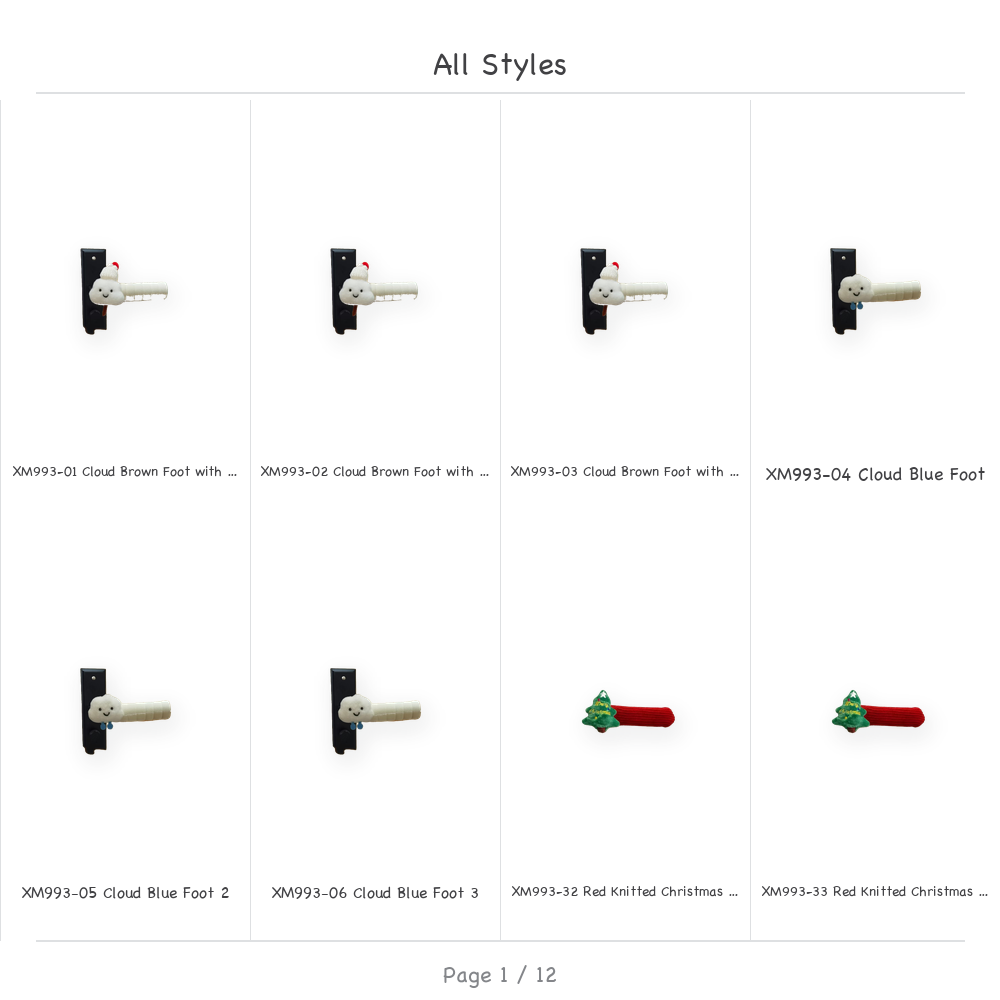 All Styles
XM993-01 Cloud Brown Foot with ...
XM993-02 Cloud Brown Foot with ...
XM993-03 Cloud Brown Foot with ...
XM993-04 Cloud Blue Foot
XM993-05 Cloud Blue Foot 2
XM993-06 Cloud Blue Foot 3
XM993-32 Red Knitted Christmas ...
XM993-33 Red Knitted Christmas ...
Page 1 / 12